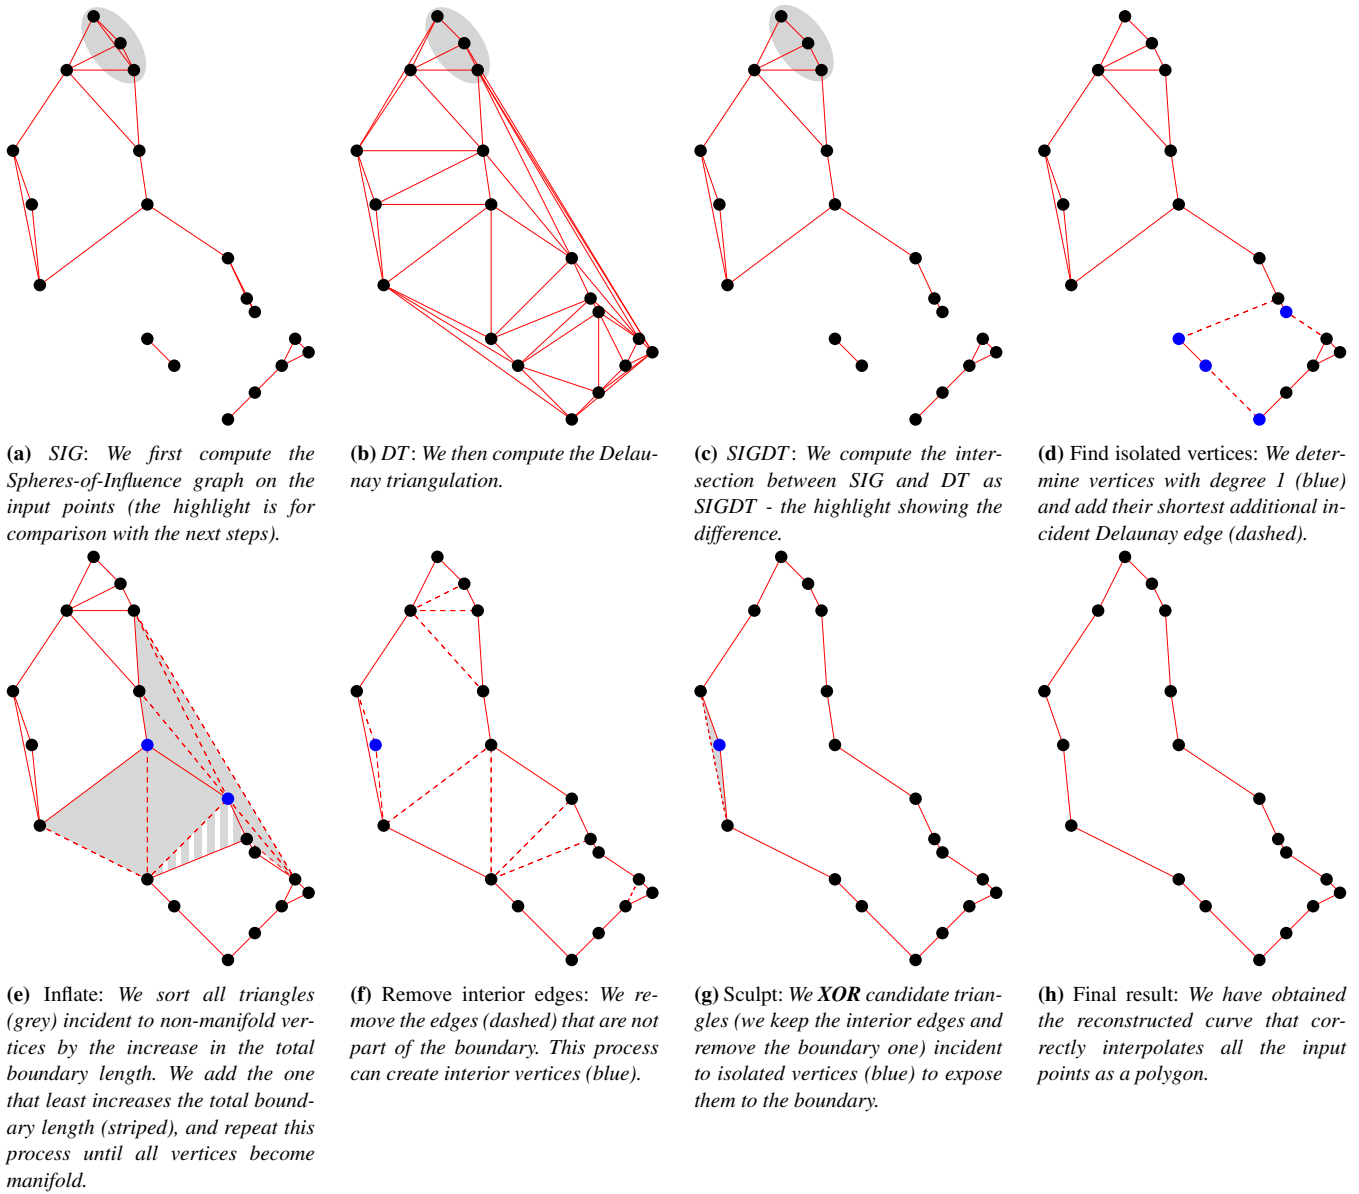 (a) SIG: We first compute the
Spheres-of-Influence graph on the
input points (the highlight is for
comparison with the next steps).
(b) DT: We then compute the Delau-
nay triangulation.
(c) SIGDT: We compute the inter-
section between SIG and DT as
SIGDT - the highlight showing the
difference.
(d) Find isolated vertices: We deter-
mine vertices with degree 1 (blue)
and add their shortest additional in-
cident Delaunay edge (dashed).
(e) Inflate: We sort all triangles
(grey) incident to non-manifold ver-
tices by the increase in the total
boundary length. We add the one
that least increases the total bound-
ary length (striped), and repeat this
process until all vertices become
manifold.
(f) Remove interior edges: We re-
move the edges (dashed) that are not
part of the boundary. This process
can create interior vertices (blue).
(g) Sculpt: We XOR candidate trian-
gles (we keep the interior edges and
remove the boundary one) incident
to isolated vertices (blue) to expose
them to the boundary.
(h) Final result: We have obtained
the reconstructed curve that cor-
rectly interpolates all the input
points as a polygon.